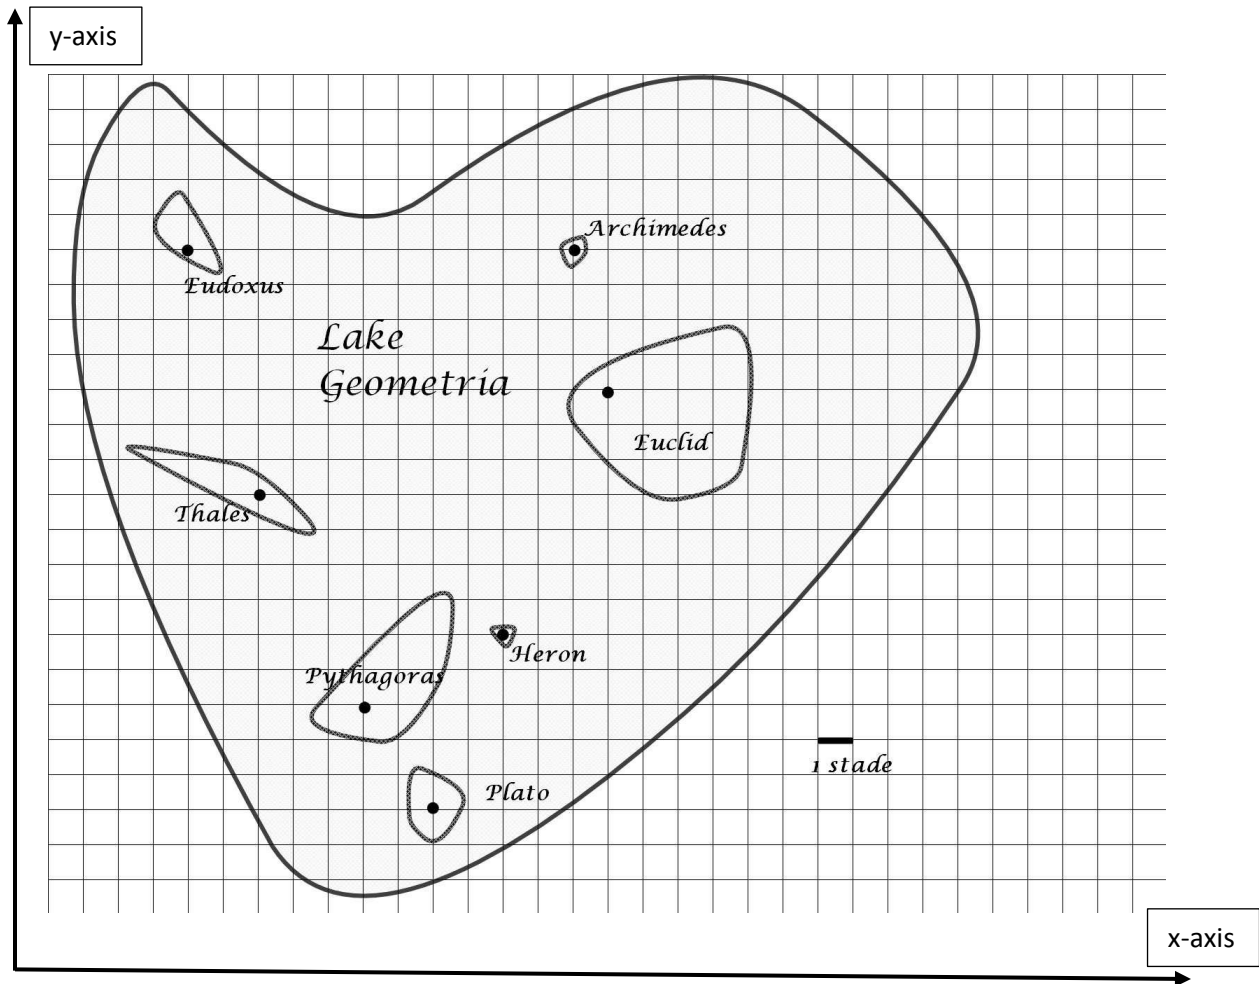 y-axis
Archimedes
Eudoxus
Lake
Geometria
Euclid
Thales
Heron
Pythagoras
1 stade
Plato
x-axis